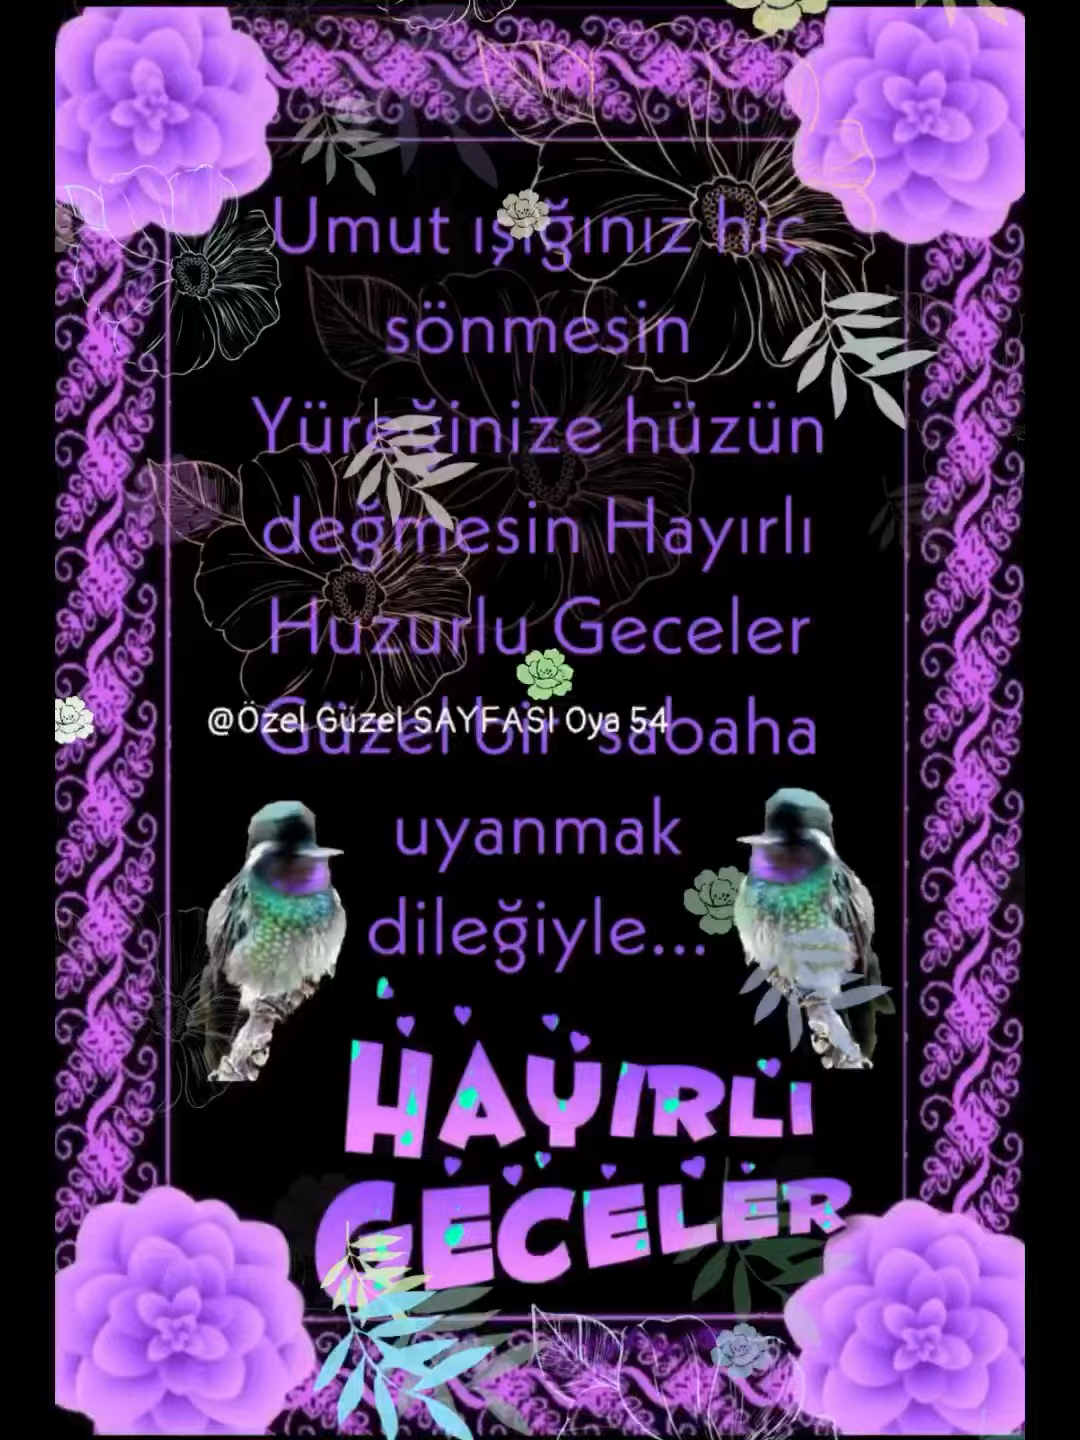 Umut ışığınız hiç
sönmesin
Yüreğinize hüzün
değmesin Hayırlı
Huzurlu Geceler
@Özel Güzel SAYFASI Oya 54
Güzel bir sabaha
uyanmak
dileğiyle...
HAYIRLI
GECELER